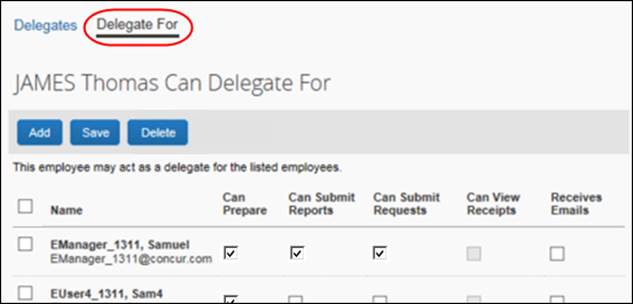 Delegates Delegate For
JAMES Thomas Can Delegate For
Add Save Delete
This employee may act as a delegate for the listed employees.
Name Can Prepare Can Submit Reports Can Submit Requests Can View Receipts Receives Emails
EManager_1311, Samuel
EManager_1311@concur.com
EUser4_1311, Sam4